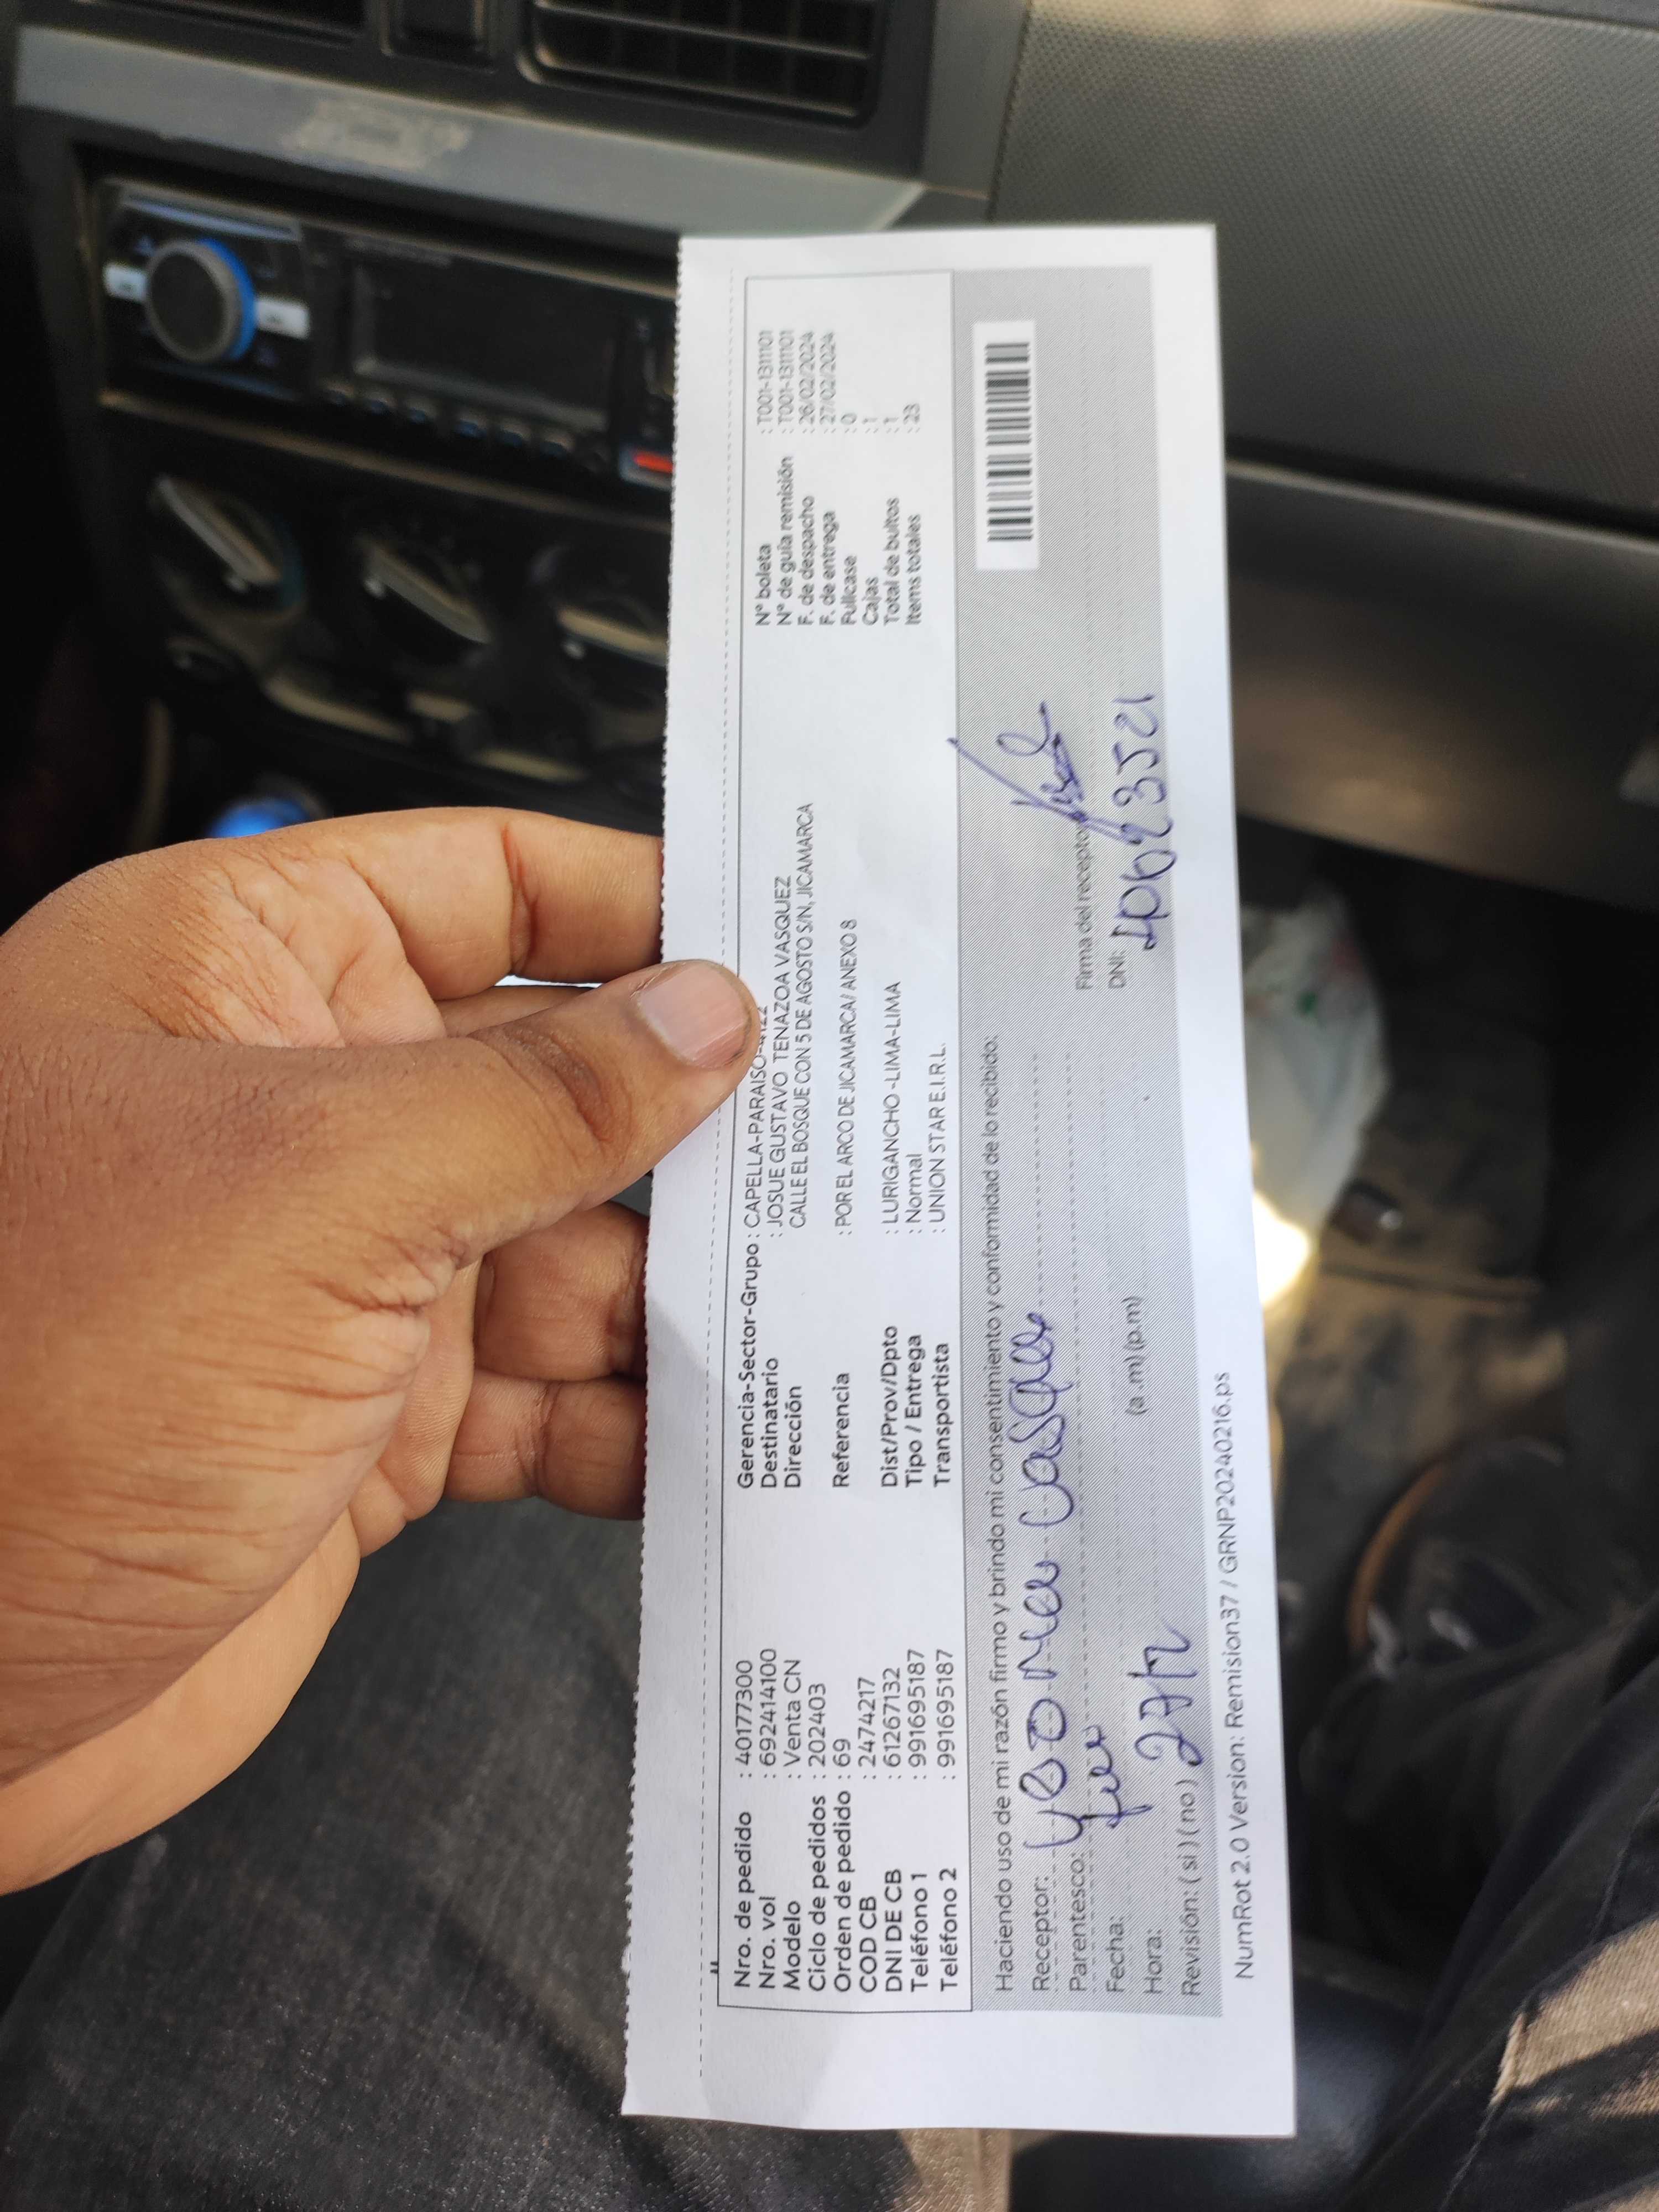 Nro. de pedido : 40177300
Nro. vol : 692414100
Modelo : Venta CN
Ciclo de pedidos : 202403
Orden de pedido : 69
COD CB : 2474217
DNI DE CB : 61267132
Teléfono 1 : 991695187
Teléfono 2 : 991695187
Gerencia-Sector-Grupo : CAPELLA-PARAISO-4122
Destinatario : JOSUE GUSTAVO TENAZOA VASQUEZ
Dirección CALLE EL BOSQUE CON 5 DE AGOSTO S/N, JICAMARCA
Referencia : POR EL ARCO DE JICAMARCA / ANEXO 8
Dist/Prov/Dpto : LURIGANCHO -LIMA-LIMA
Tipo / Entrega : Normal
Transportista : UNION STAR E.I.R.L.
N° boleta : T001-1311101
N° de guía remisión : T001-1311101
F. de despacho : 26/02/2024
F. de entrega : 27/02/2024
Fullcase : 0
Cajas : 1
Total de bultos : 1
Items totales : 23
Haciendo uso de mi razón firmo y brindo mi consentimiento y conformidad de lo recibido:
Receptor:
Parentesco:
Fecha:
Hora: (a.m) (p.m)
Revisión: ( si ) ( no )
Firma del receptor
DNI:
NumRot 2.0 Version: Remision37 / GRNP20240216.ps